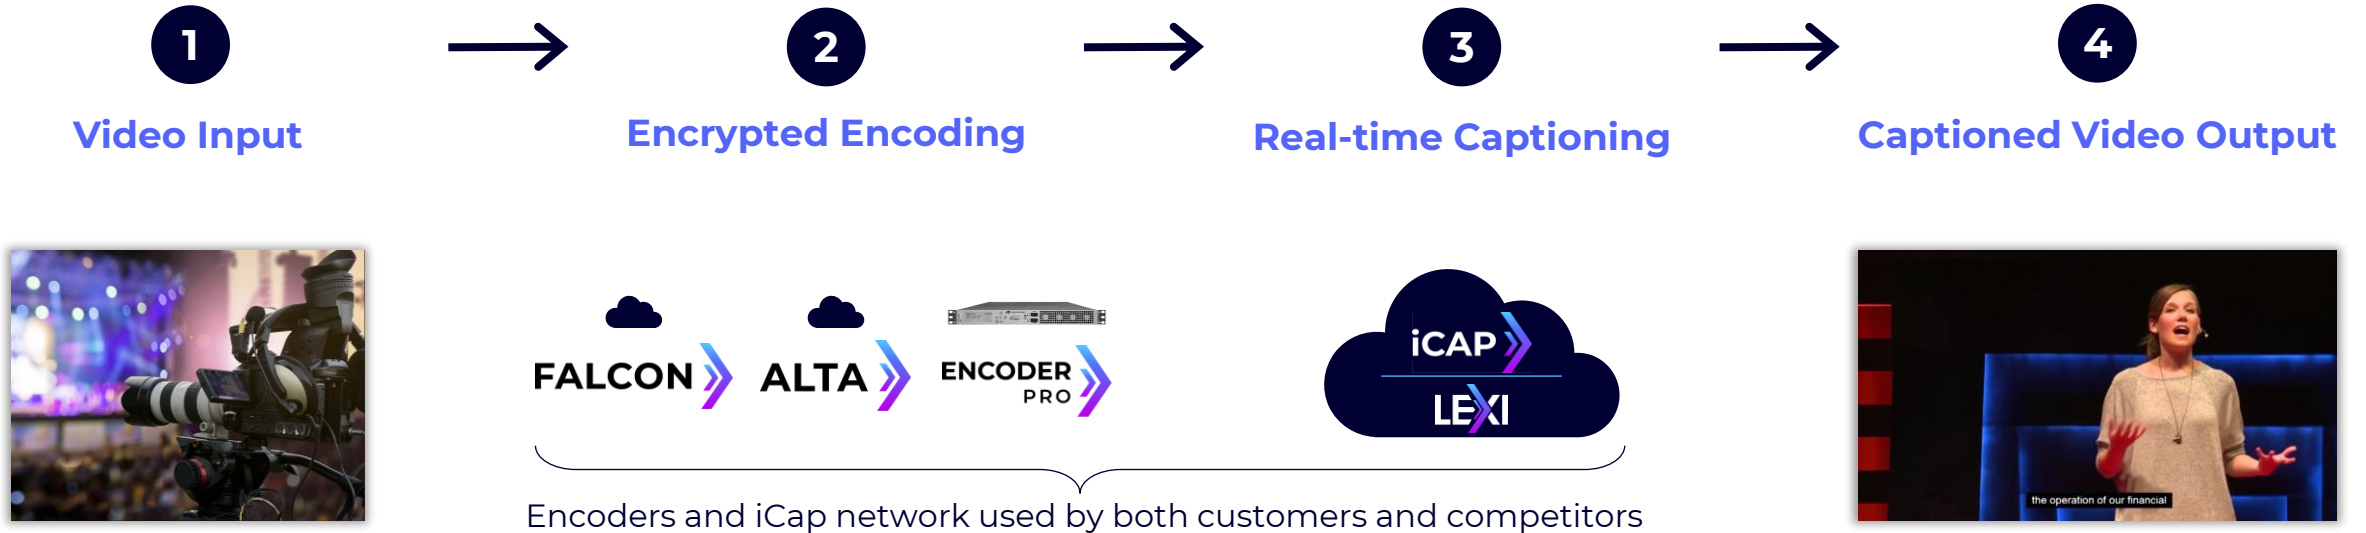 1
2
3
4
Video Input
Encrypted Encoding
Real-time Captioning
Captioned Video Output
FALCON
ALTA
ENCODER
PRO
iCAP
LEXI
the operation of our financial
Encoders and iCap network used by both customers and competitors